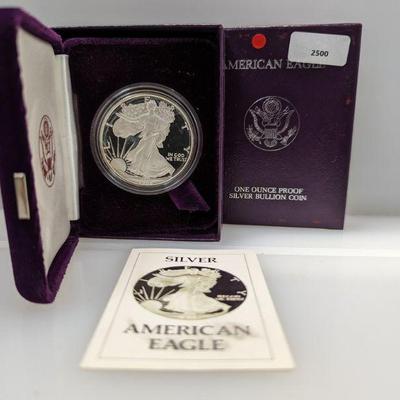 2500
AMERICAN EAGLE
ONE OUNCE PROOF
SILVER BULLION COIN
IN GOD
WE TRUST
SILVER
AMERICAN
EAGLE